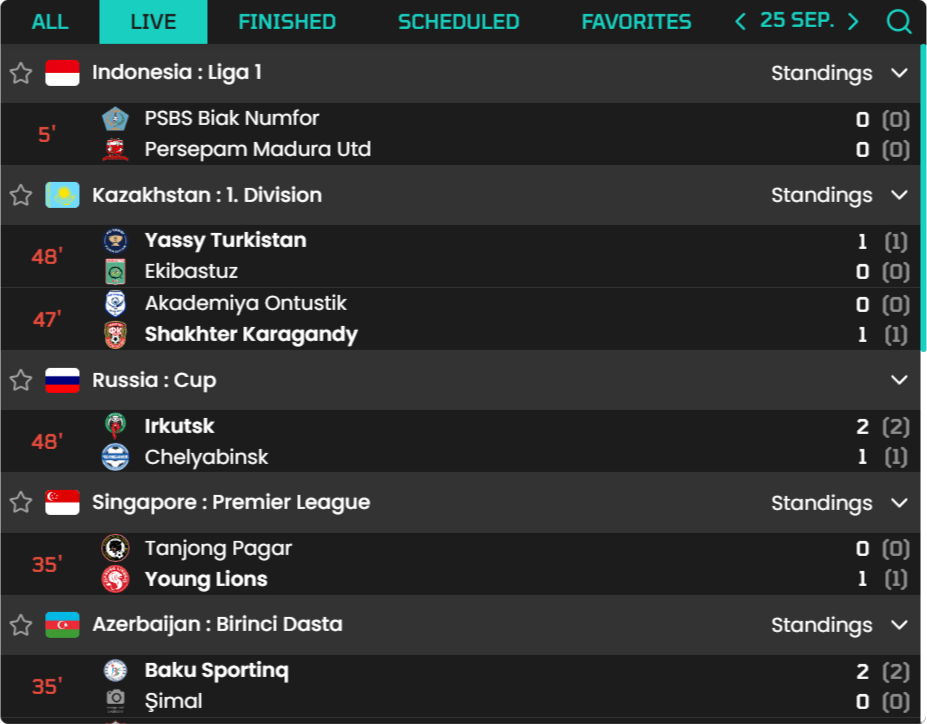 ALL LIVE FINISHED SCHEDULED FAVORITES 25 SEP.
Indonesia : Liga 1 Standings
5' PSBS Biak Numfor 0 (0)
Persepam Madura Utd 0 (0)
Kazakhstan : 1. Division Standings
48' Yassy Turkistan 1 (1)
Ekibastuz 0 (0)
47' Akademiya Ontustik 0 (0)
Shakhter Karagandy 1 (1)
Russia : Cup
48' Irkutsk 2 (2)
Chelyabinsk 1 (1)
Singapore : Premier League Standings
35' Tanjong Pagar 0 (0)
Young Lions 1 (1)
Azerbaijan : Birinci Dasta Standings
35' Baku Sportinq 2 (2)
Şimal 0 (0)